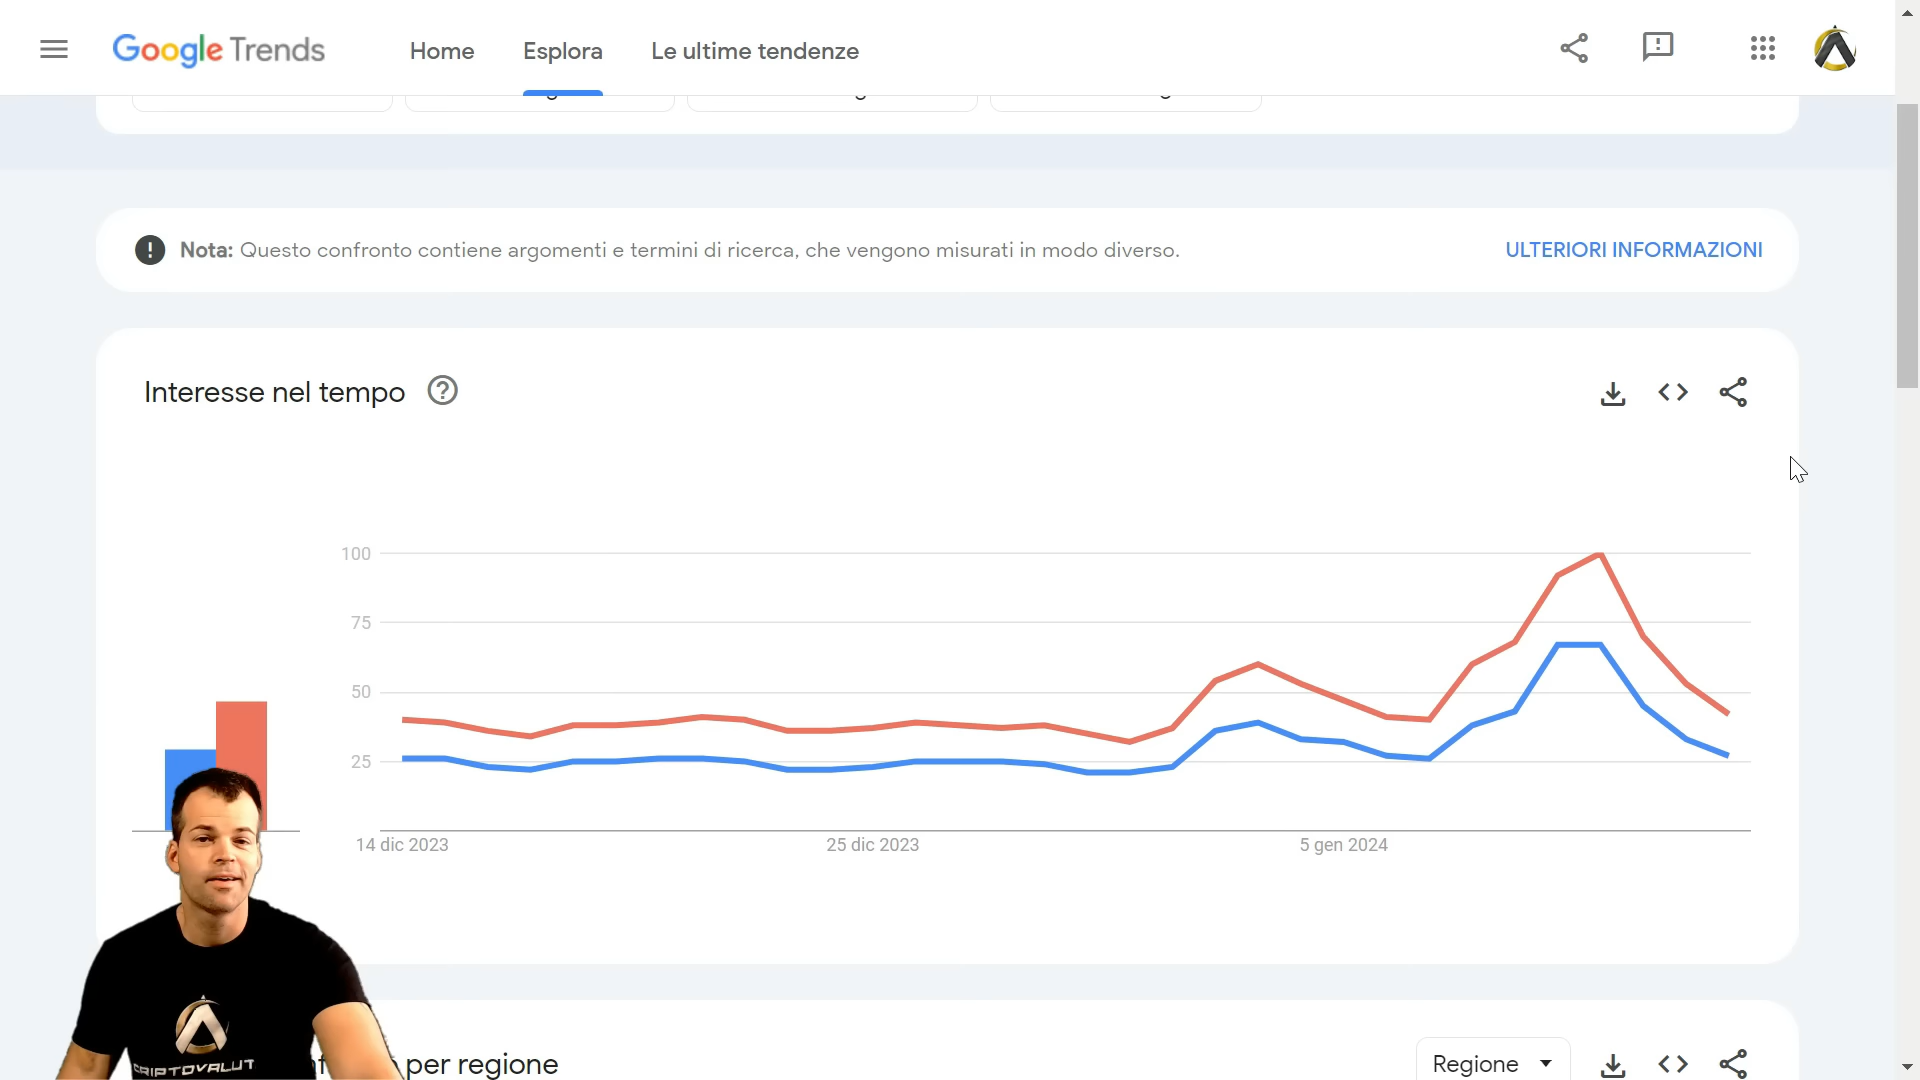 Google Trends
Home
Esplora
Le ultime tendenze
Nota: Questo confronto contiene argomenti e termini di ricerca, che vengono misurati in modo diverso.
ULTERIORI INFORMAZIONI
Interesse nel tempo
100
75
50
25
14 dic 2023
25 dic 2023
5 gen 2024
per regione
Regione
CRIPTOVALUT